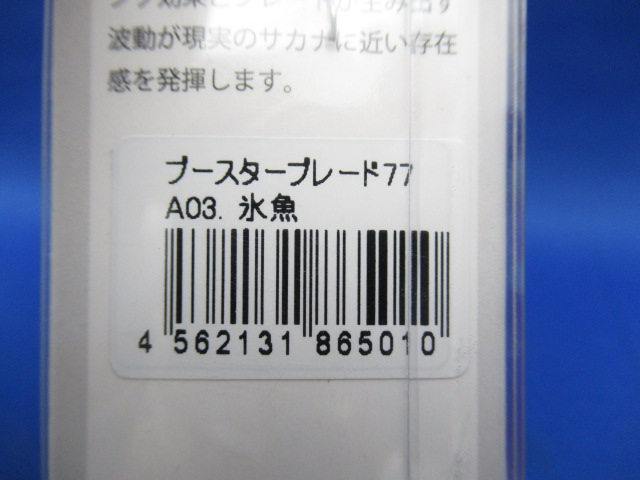 波動が現実のサカナに近い存在
感を発揮します。
ブースターブレード77
A03. 氷魚
4 562131 865010